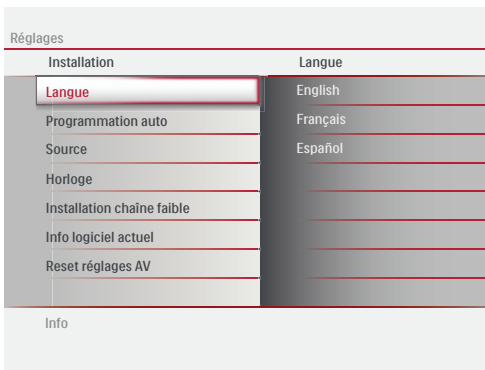 Réglages
Installation
Langue
Langue
English
Programmation auto
Français
Source
Español
Horloge
Installation chaîne faible
Info logiciel actuel
Reset réglages AV
Info